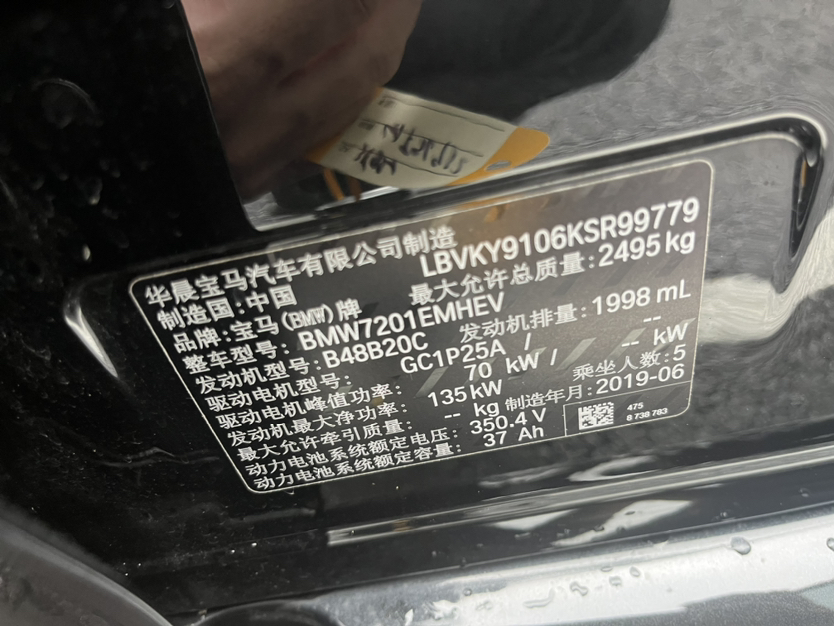 华晨宝马汽车有限公司制造
LBVKY9106KSR99779
制造国:中国
最大允许总质量:2495kg
品牌:宝马(BMW)牌
整车型号:BMW7201EMHEV
发动机型号:B48B20C
发动机排量:1998 mL
驱动电机型号: GC1P25A / --
驱动电机峰值功率: 70 kW / -- kW
发动机最大净功率: 135kW
乘坐人数:5
最大允许牵引质量: -- kg
制造年月:2019-06
动力电池系统额定电压: 350.4 V
动力电池系统额定容量: 37 Ah
475
8 738 783